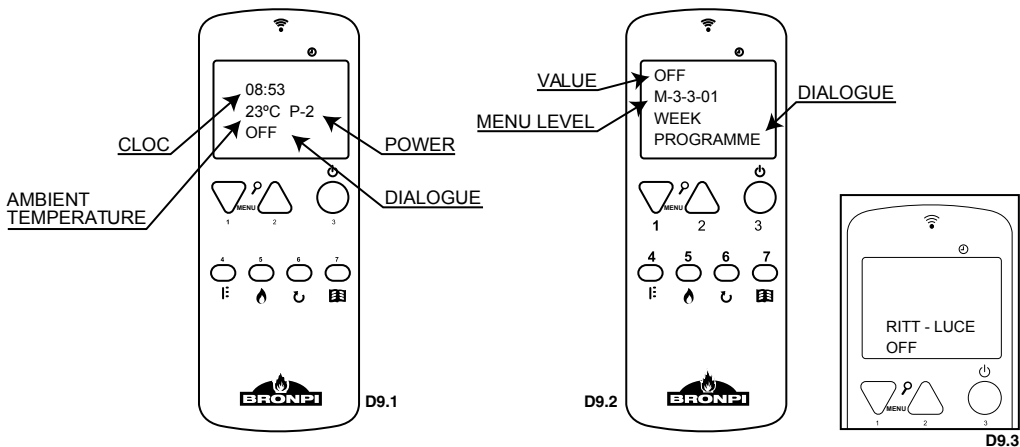 08:53
23ºC P-2
OFF
CLOC
POWER
AMBIENT
TEMPERATURE
DIALOGUE
MENU
1 2 3
4 5 6 7
BRONPI
D9.1
VALUE
MENU LEVEL
DIALOGUE
OFF
M-3-3-01
WEEK
PROGRAMME
MENU
1 2 3
4 5 6 7
BRONPI
D9.2
RITT - LUCE
OFF
MENU
1 2 3
D9.3